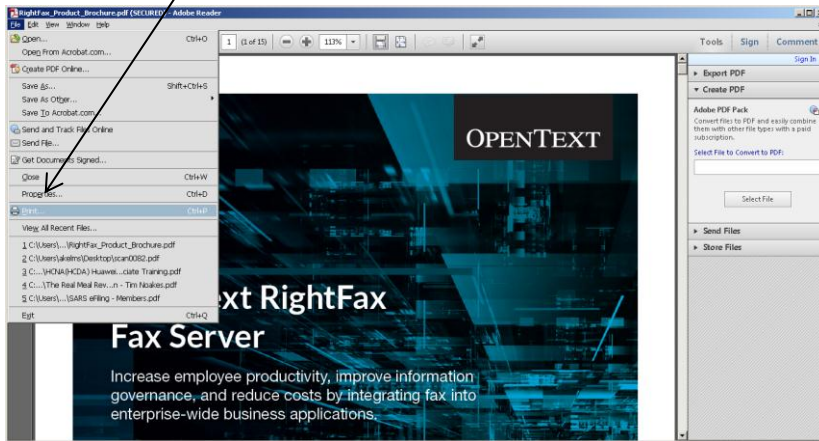 RightFax_Product_Brochure.pdf (SECURED) - Adobe Reader
File Edit View Window Help
Open... Ctrl+O
Open From Acrobat.com...
Create PDF Online...
Save As... Shift+Ctrl+S
Save As Other...
Save To Acrobat.com...
Send and Track Files Online
Send File...
Get Documents Signed...
Close Ctrl+W
Properties... Ctrl+D
Print... Ctrl+P
View All Recent Files...
1 C:\Users\...\RightFax_Product_Brochure.pdf
2 C:\Users\akelms\Desktop\scan0082.pdf
3 C:...\HCNA(HCDA) Huawei...ciate Training.pdf
4 C:...\The Real Meal Rev...n - Tim Noakes.pdf
5 C:\Users\...\SARS eFiling - Members.pdf
Exit Ctrl+Q
1 (1 of 15) 113%
Tools Sign Comment
Sign In
Export PDF
Create PDF
Adobe PDF Pack
Convert files to PDF and easily combine
them with other file types with a paid
subscription.
Select File to Convert to PDF:
Select File
Send Files
Store Files
OPENTEXT
ext RightFax
Fax Server
Increase employee productivity, improve information
governance, and reduce costs by integrating fax into
enterprise-wide business applications.